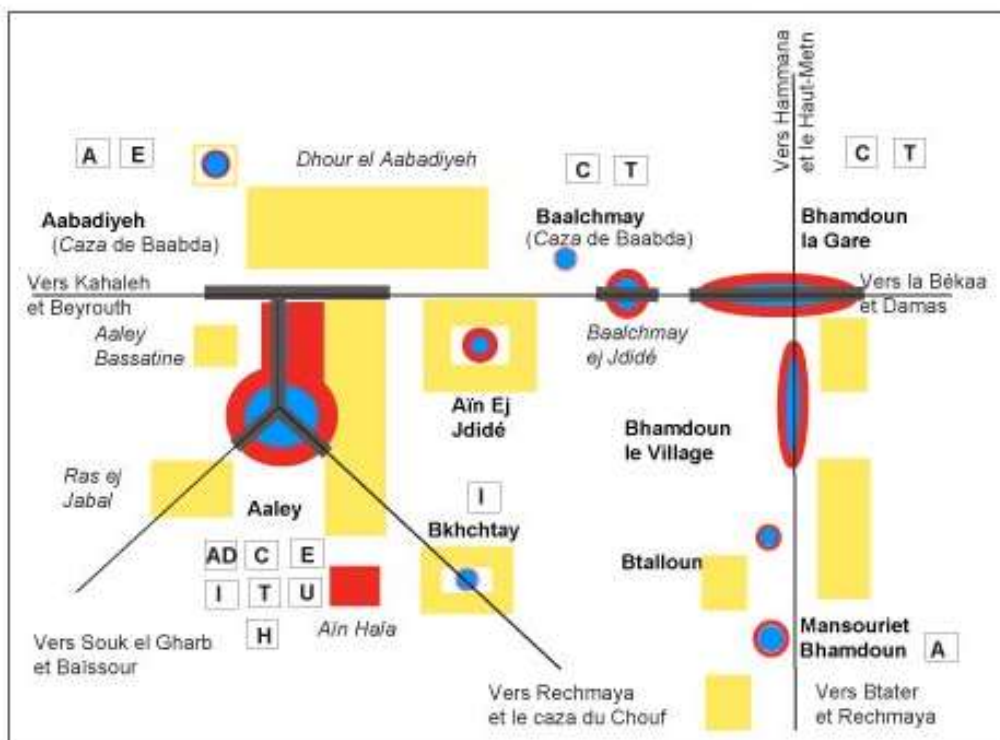 Vers Hammana
et le Haut-Metn
A E
Dhour el Aabadiyeh
C T
C T
Aabadiyeh
(Caza de Baabda)
Baalchmay
(Caza de Baabda)
Bhamdoun
la Gare
Vers Kahaleh
et Beyrouth
Vers la Békaa
et Damas
Aaley
Bassatine
Baalchmay
ej Jdidé
Aïn Ej
Jdidé
Bhamdoun
le Village
Ras ej
Jabal
Aaley
I
Bkhchtay
AD C E
I T U
H
Aïn Hala
Btalloun
Mansouriet
Bhamdoun A
Vers Souk el Gharb
et Baïssour
Vers Rechmaya
et le caza du Chouf
Vers Btater
et Rechmaya